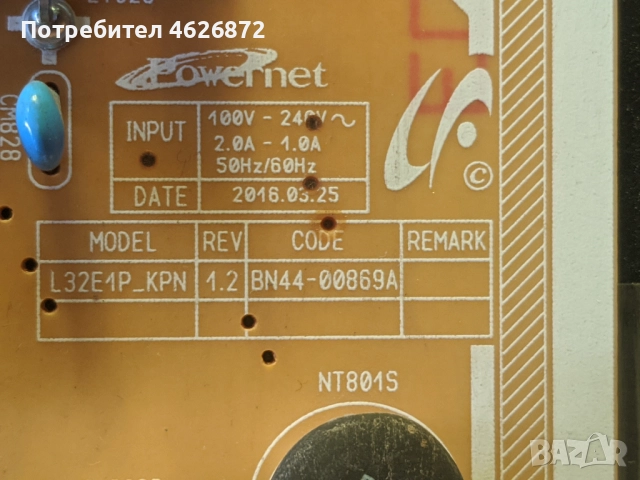 Потребител 4628872
Powernet
CM828
INPUT 100V - 240V ~
2.0A - 1.0A
50Hz/60Hz
DATE 2016.03.25
©
MODEL REV CODE REMARK
L32E1P_KPN 1.2 BN44-00869A
NT801S
BAZAR